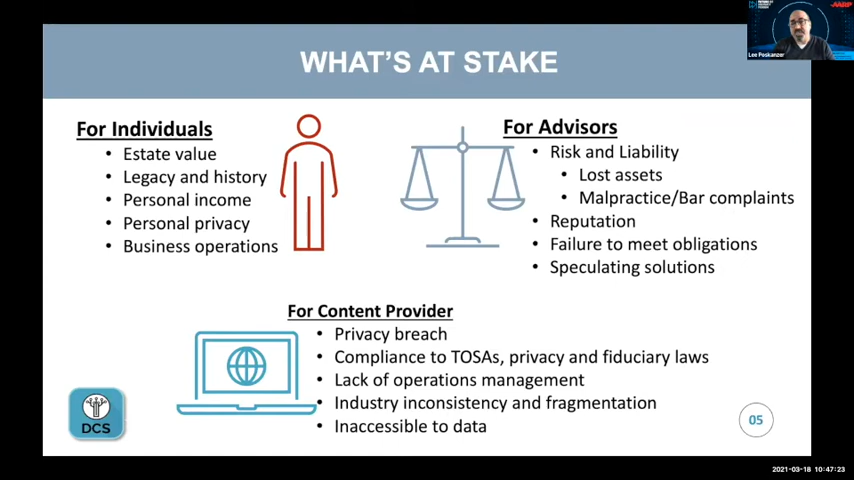 WHAT'S AT STAKE
Lee Poskanzer
AARP
For Individuals
• Estate value
• Legacy and history
• Personal income
• Personal privacy
• Business operations
For Advisors
• Risk and Liability
• Lost assets
• Malpractice/Bar complaints
• Reputation
• Failure to meet obligations
• Speculating solutions
For Content Provider
• Privacy breach
• Compliance to TOSAs, privacy and fiduciary laws
• Lack of operations management
• Industry inconsistency and fragmentation
• Inaccessible to data
DCS
05
2021-03-18 10:47:23